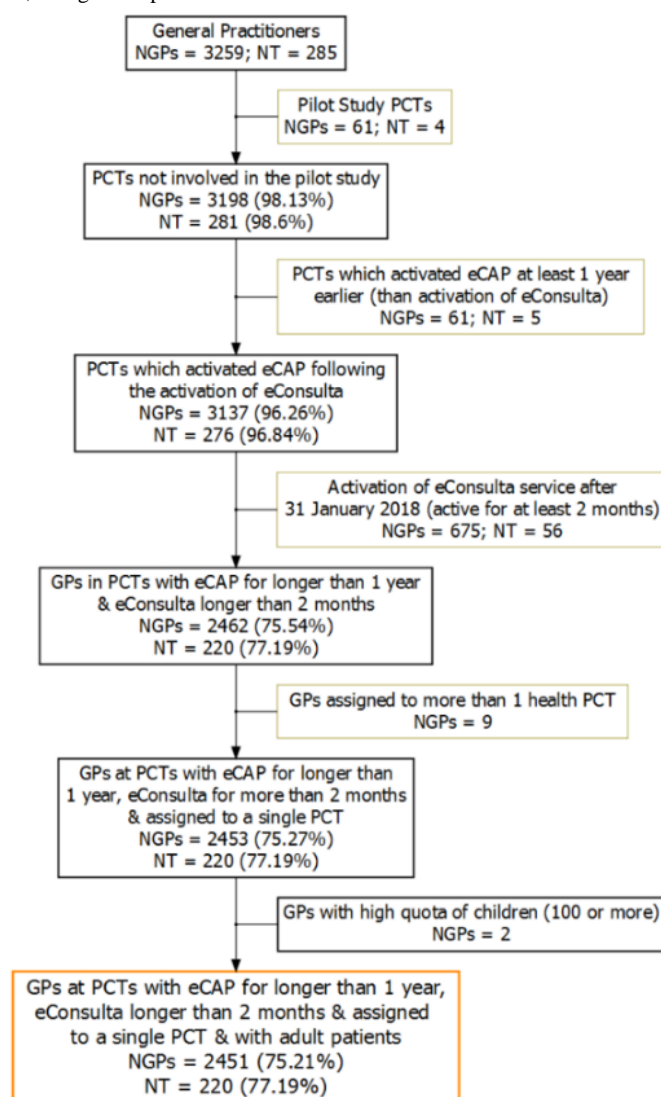 General Practitioners
NGPs = 3259; NT = 285
Pilot Study PCTs
NGPs = 61; NT = 4
PCTs not involved in the pilot study
NGPs = 3198 (98.13%)
NT = 281 (98.6%)
PCTs which activated eCAP at least 1 year
earlier (than activation of eConsulta)
NGPs = 61; NT = 5
PCTs which activated eCAP following
the activation of eConsulta
NGPs = 3137 (96.26%)
NT = 276 (96.84%)
Activation of eConsulta service after
31 January 2018 (active for at least 2 months)
NGPs = 675; NT = 56
GPs in PCTs with eCAP for longer than 1 year
& eConsulta longer than 2 months
NGPs = 2462 (75.54%)
NT = 220 (77.19%)
GPs assigned to more than 1 health PCT
NGPs = 9
GPs at PCTs with eCAP for longer than
1 year, eConsulta for more than 2 months
& assigned to a single PCT
NGPs = 2453 (75.27%)
NT = 220 (77.19%)
GPs with high quota of children (100 or more)
NGPs = 2
GPs at PCTs with eCAP for longer than 1 year,
eConsulta longer than 2 months & assigned
to a single PCT & with adult patients
NGPs = 2451 (75.21%)
NT = 220 (77.19%)